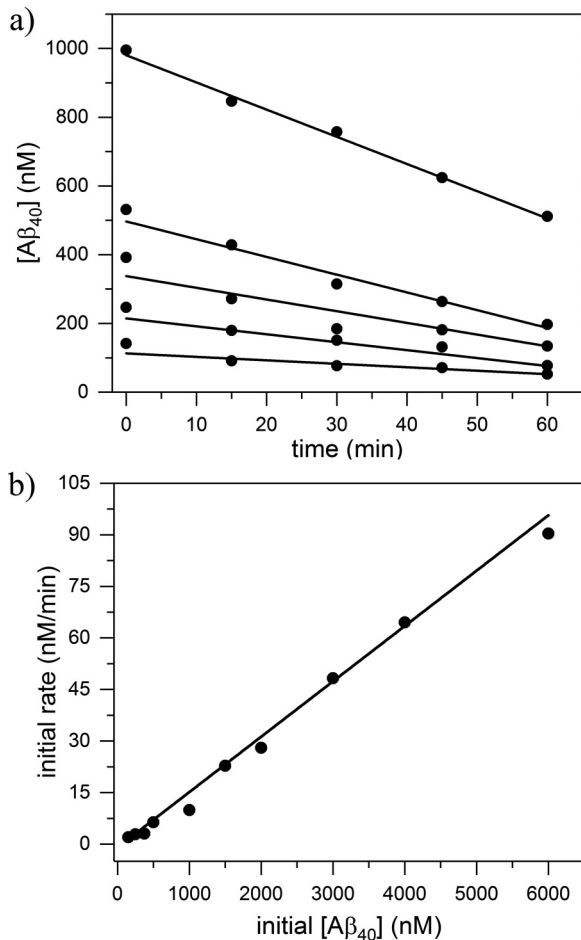 a)
1000
800
600
400
200
0
[Aβ₄₀] (nM)
0 10 20 30 40 50 60
time (min)
b)
105
90
75
60
45
30
15
0
initial rate (nM/min)
0 1000 2000 3000 4000 5000 6000
initial [Aβ₄₀] (nM)